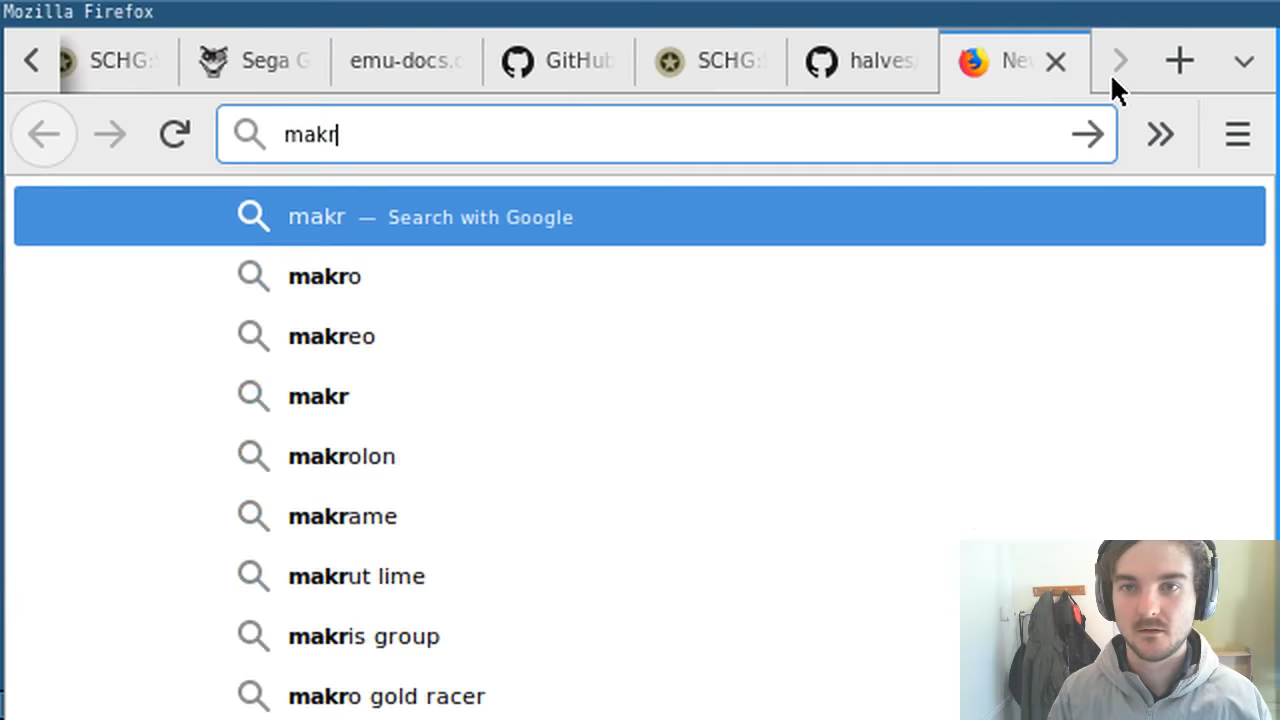 Mozilla Firefox
SCHG: Sega G emu-docs.o GitHub SCHG: halves Ne
makr
makr — Search with Google
makro
makreo
makr
makrolon
makrame
makrut lime
makris group
makro gold racer